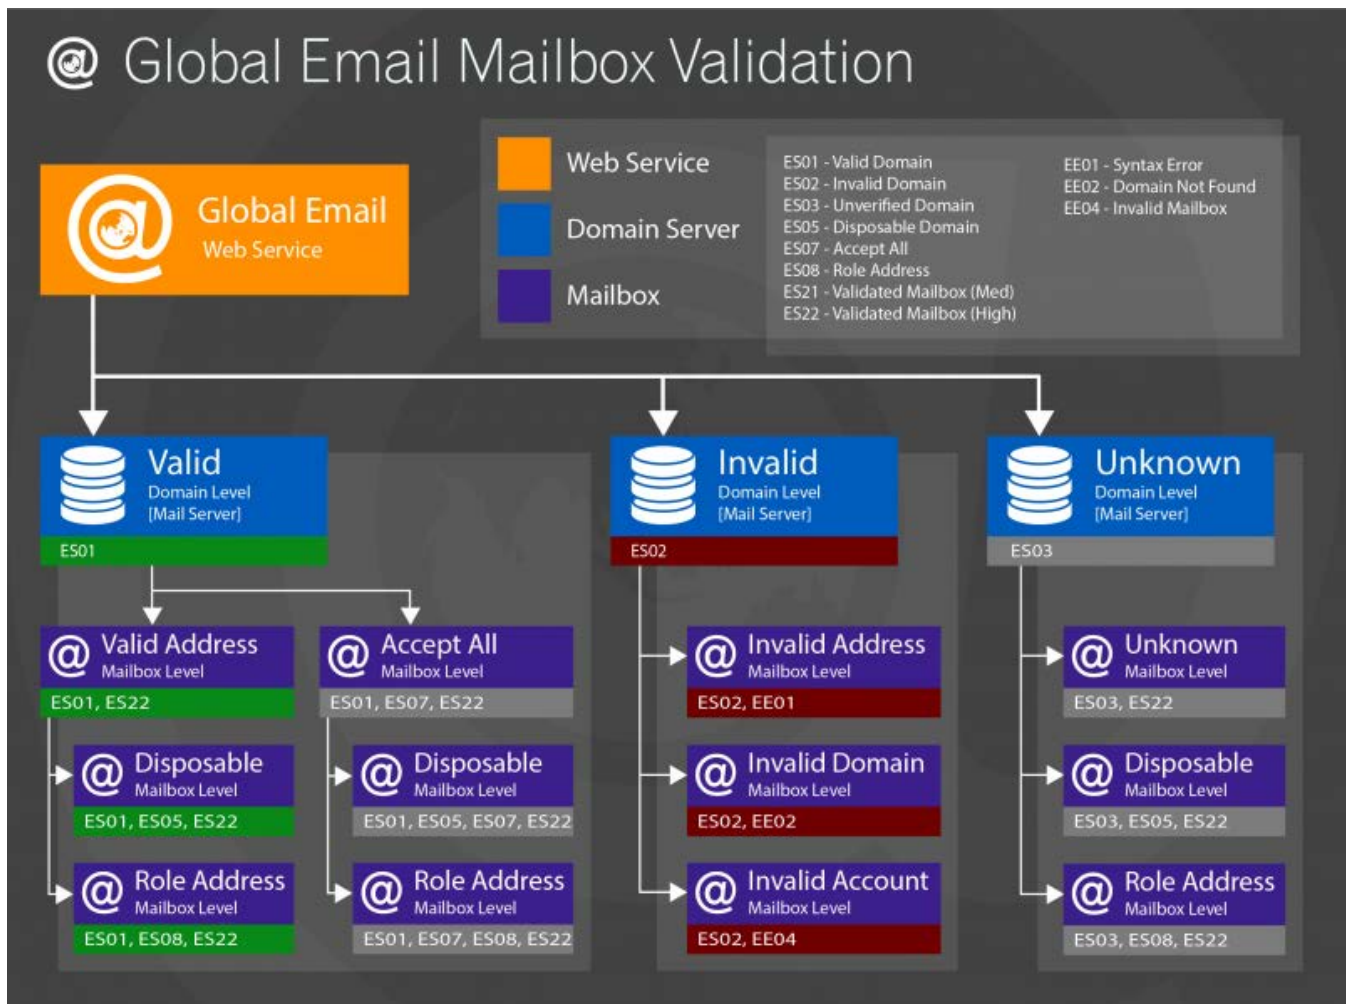 @ Global Email Mailbox Validation
Global Email
Web Service
Web Service
Domain Server
Mailbox
ES01 - Valid Domain
ES02 - Invalid Domain
ES03 - Unverified Domain
ES05 - Disposable Domain
ES07 - Accept All
ES08 - Role Address
ES21 - Validated Mailbox (Med)
ES22 - Validated Mailbox (High)
EE01 - Syntax Error
EE02 - Domain Not Found
EE04 - Invalid Mailbox
Valid
Domain Level
[Mail Server]
ES01
Invalid
Domain Level
[Mail Server]
ES02
Unknown
Domain Level
[Mail Server]
ES03
@ Valid Address
Mailbox Level
ES01, ES22
@ Disposable
Mailbox Level
ES01, ES05, ES22
@ Role Address
Mailbox Level
ES01, ES08, ES22
@ Accept All
Mailbox Level
ES01, ES07, ES22
@ Disposable
Mailbox Level
ES01, ES05, ES07, ES22
@ Role Address
Mailbox Level
ES01, ES07, ES08, ES22
@ Invalid Address
Mailbox Level
ES02, EE01
@ Invalid Domain
Mailbox Level
ES02, EE02
@ Invalid Account
Mailbox Level
ES02, EE04
@ Unknown
Mailbox Level
ES03, ES22
@ Disposable
Mailbox Level
ES03, ES05, ES22
@ Role Address
Mailbox Level
ES03, ES08, ES22